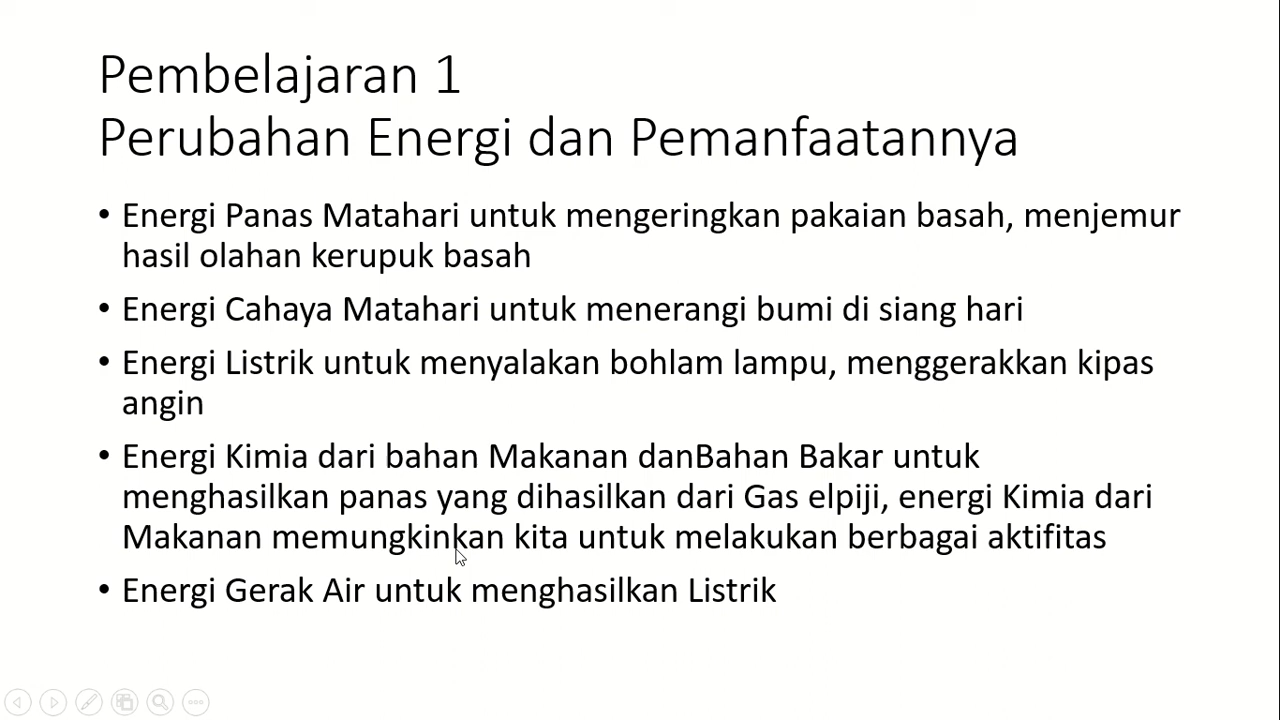 Pembelajaran 1
Perubahan Energi dan Pemanfaatannya
• Energi Panas Matahari untuk mengeringkan pakaian basah, menjemur
hasil olahan kerupuk basah
• Energi Cahaya Matahari untuk menerangi bumi di siang hari
• Energi Listrik untuk menyalakan bohlam lampu, menggerakkan kipas
angin
• Energi Kimia dari bahan Makanan danBahan Bakar untuk
menghasilkan panas yang dihasilkan dari Gas elpiji, energi Kimia dari
Makanan memungkinkan kita untuk melakukan berbagai aktifitas
• Energi Gerak Air untuk menghasilkan Listrik